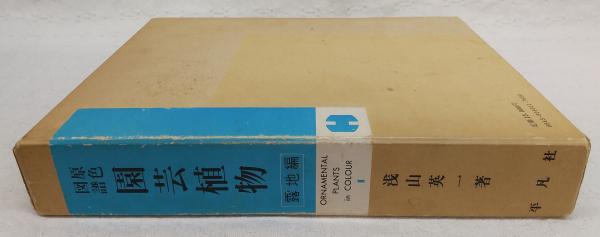 原色
図譜
園芸植物
露地編
ORNAMENTAL
PLANTS
in COLOUR
I
浅山英一著
平凡社